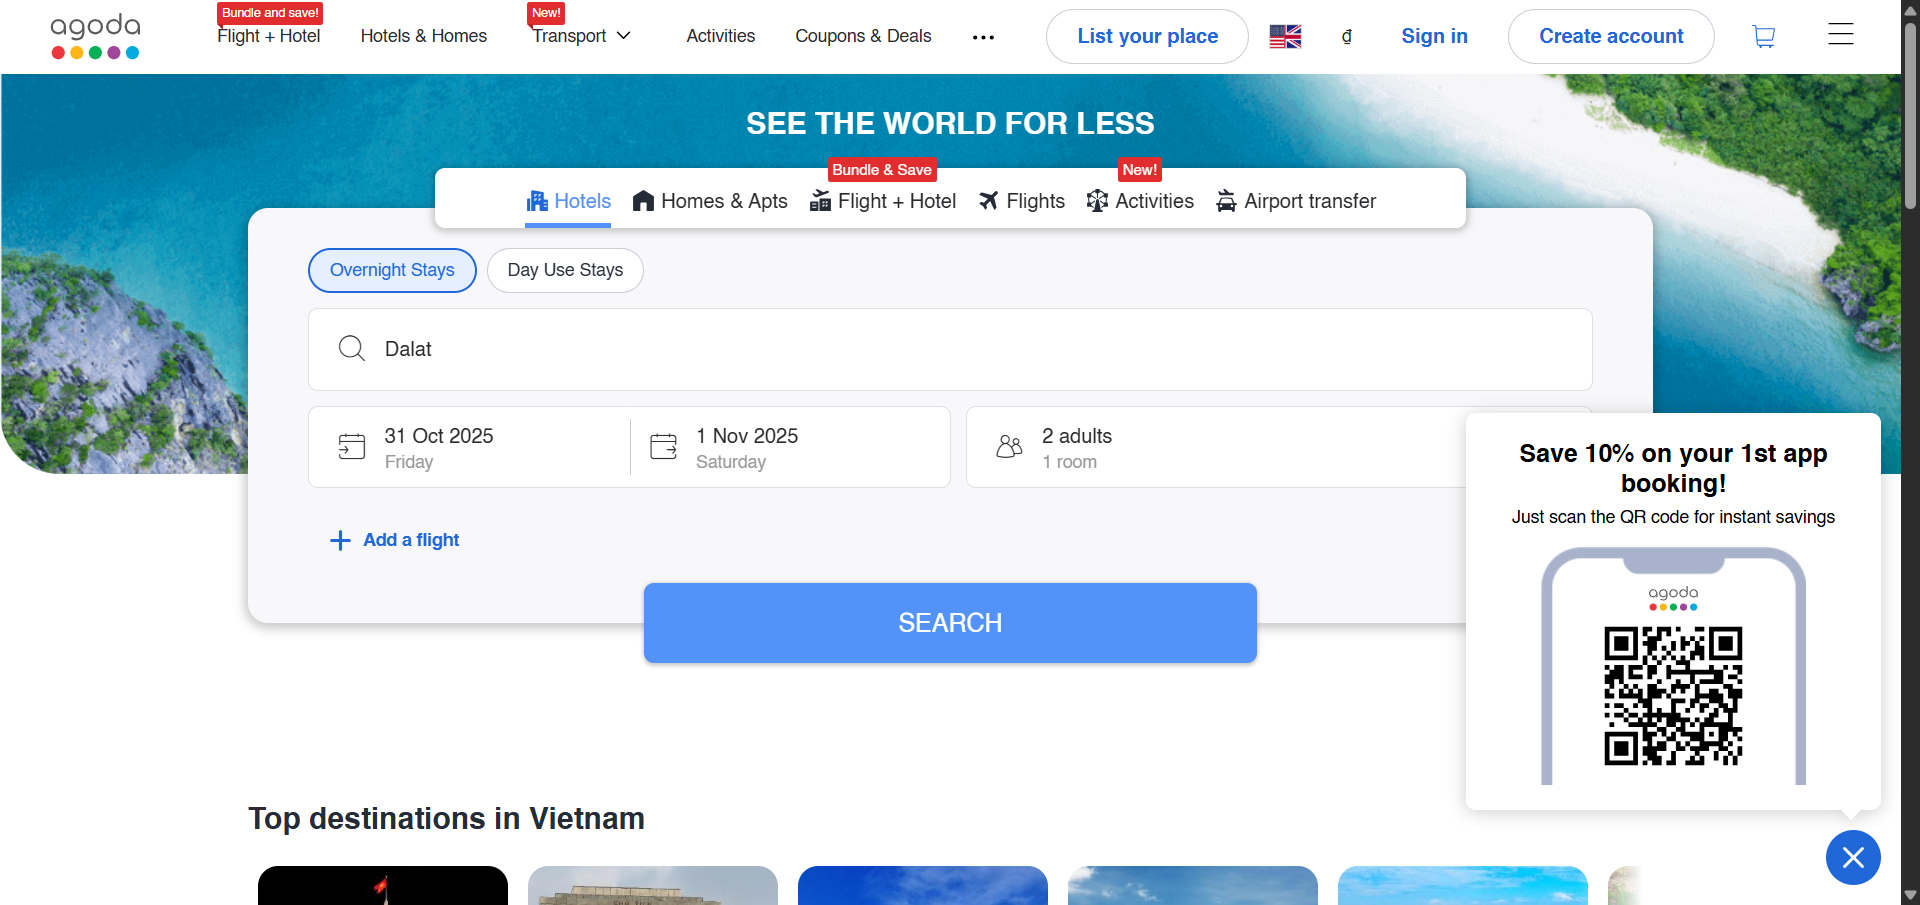 agoda
Bundle and save!
Flight + Hotel
Hotels & Homes
New!
Transport
Activities
Coupons & Deals
List your place
₫
Sign in
Create account
SEE THE WORLD FOR LESS
Hotels
Homes & Apts
Bundle & Save
Flight + Hotel
Flights
New!
Activities
Airport transfer
Overnight Stays
Day Use Stays
Dalat
31 Oct 2025
Friday
1 Nov 2025
Saturday
2 adults
1 room
Add a flight
SEARCH
Save 10% on your 1st app
booking!
Just scan the QR code for instant savings
agoda
Top destinations in Vietnam